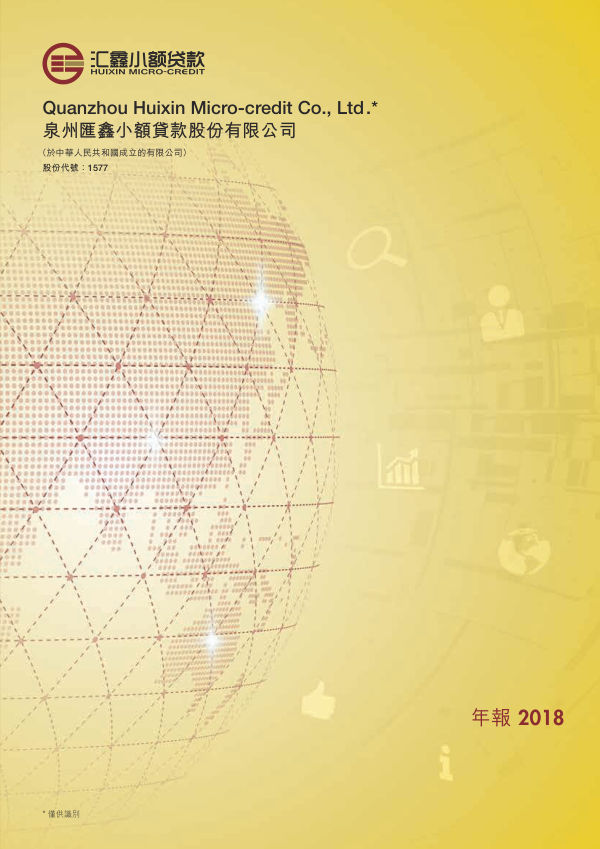 汇鑫小额贷款
HUIXIN MICRO-CREDIT
Quanzhou Huixin Micro-credit Co., Ltd.*
泉州匯鑫小額貸款股份有限公司
(於中華人民共和國成立的有限公司)
股份代號：1577
年報 2018
* 僅供識別